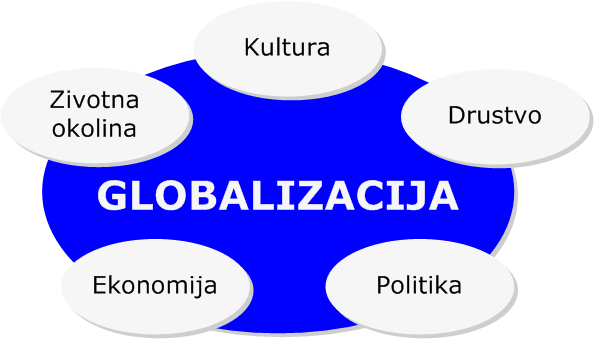 Kultura
Zivotna
okolina
Drustvo
GLOBALIZACIJA
Ekonomija
Politika